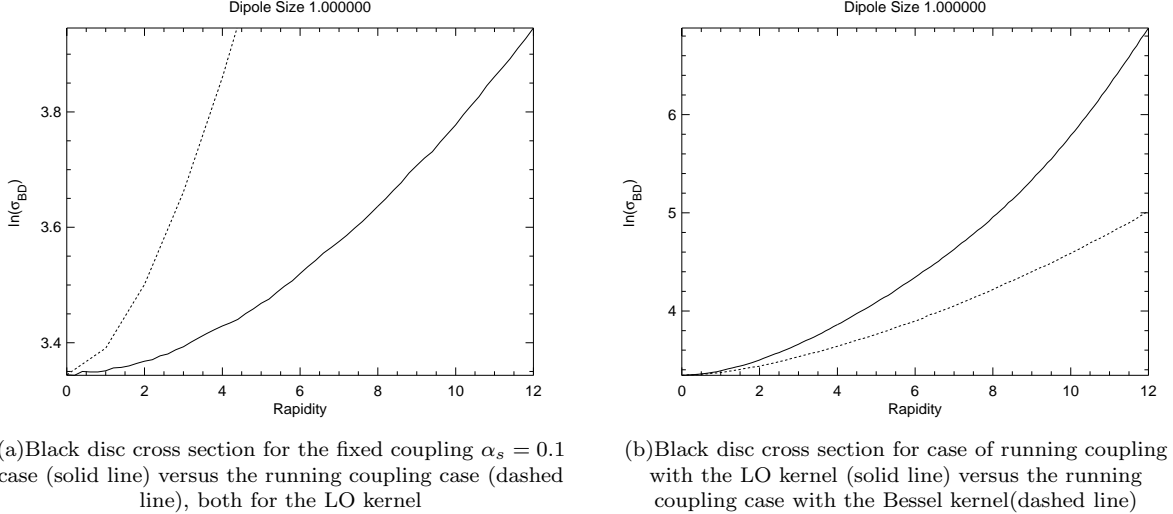 Dipole Size 1.000000
3.8
3.6
3.4
ln(σBD)
0 2 4 6 8 10 12
Rapidity
(a)Black disc cross section for the fixed coupling αs = 0.1
case (solid line) versus the running coupling case (dashed
line), both for the LO kernel
Dipole Size 1.000000
6
5
4
ln(σBD)
0 2 4 6 8 10 12
Rapidity
(b)Black disc cross section for case of running coupling
with the LO kernel (solid line) versus the running
coupling case with the Bessel kernel(dashed line)